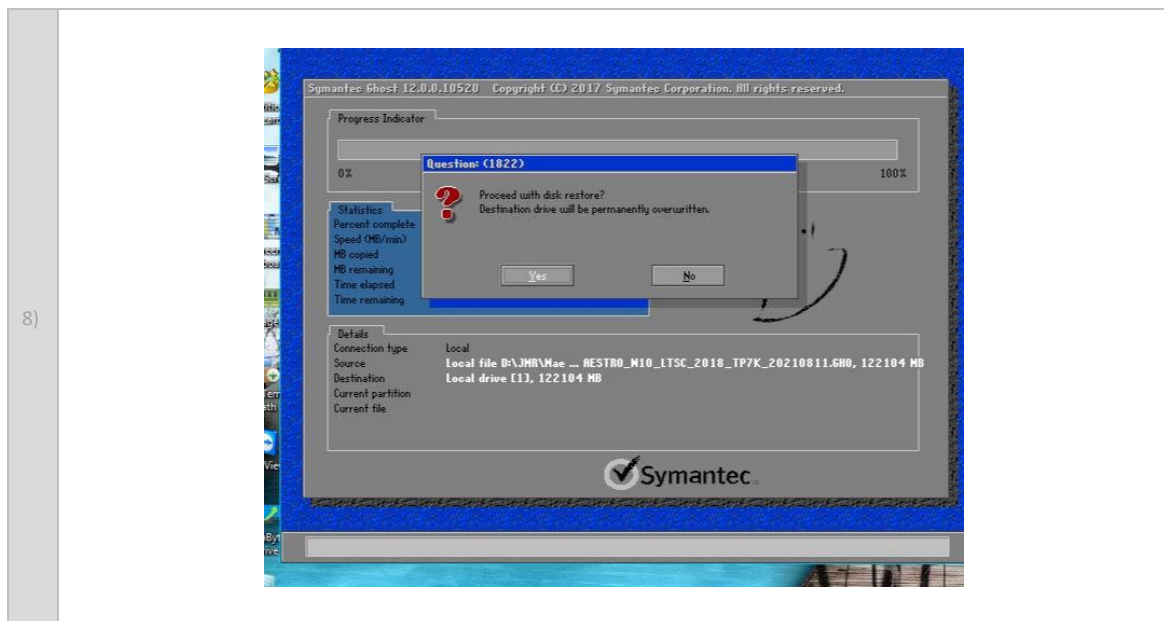 8)
Symantec Ghost 12.0.0.10520 Copyright (C) 2017 Symantec Corporation. All rights reserved.
Progress Indicator
0%
100%
Question: (1822)
Proceed with disk restore?
Destination drive will be permanently overwritten.
Yes
No
Statistics
Percent complete
Speed (MB/min)
MB copied
MB remaining
Time elapsed
Time remaining
Details
Connection type Local
Source Local file D:\JMR\Mae ... AESTRO_M10_LTSC_2018_TP7K_20210811.GHO, 122104 MB
Destination Local drive [1], 122104 MB
Current partition
Current file
Symantec